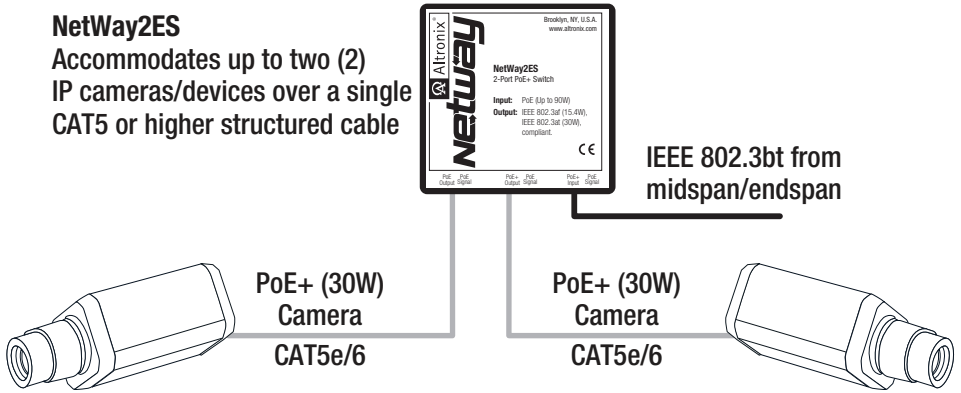 NetWay2ES
Accommodates up to two (2)
IP cameras/devices over a single
CAT5 or higher structured cable
Altronix®
Netway
Brooklyn, NY, U.S.A.
www.altronix.com
NetWay2ES
2-Port PoE+ Switch
Input: PoE (Up to 90W)
Output: IEEE 802.3af (15.4W),
IEEE 802.3at (30W),
compliant.
CE
PoE Output
PoE Signal
PoE+ Output
PoE Signal
PoE+ Input
PoE Signal
IEEE 802.3bt from
midspan/endspan
PoE+ (30W)
Camera
CAT5e/6
PoE+ (30W)
Camera
CAT5e/6